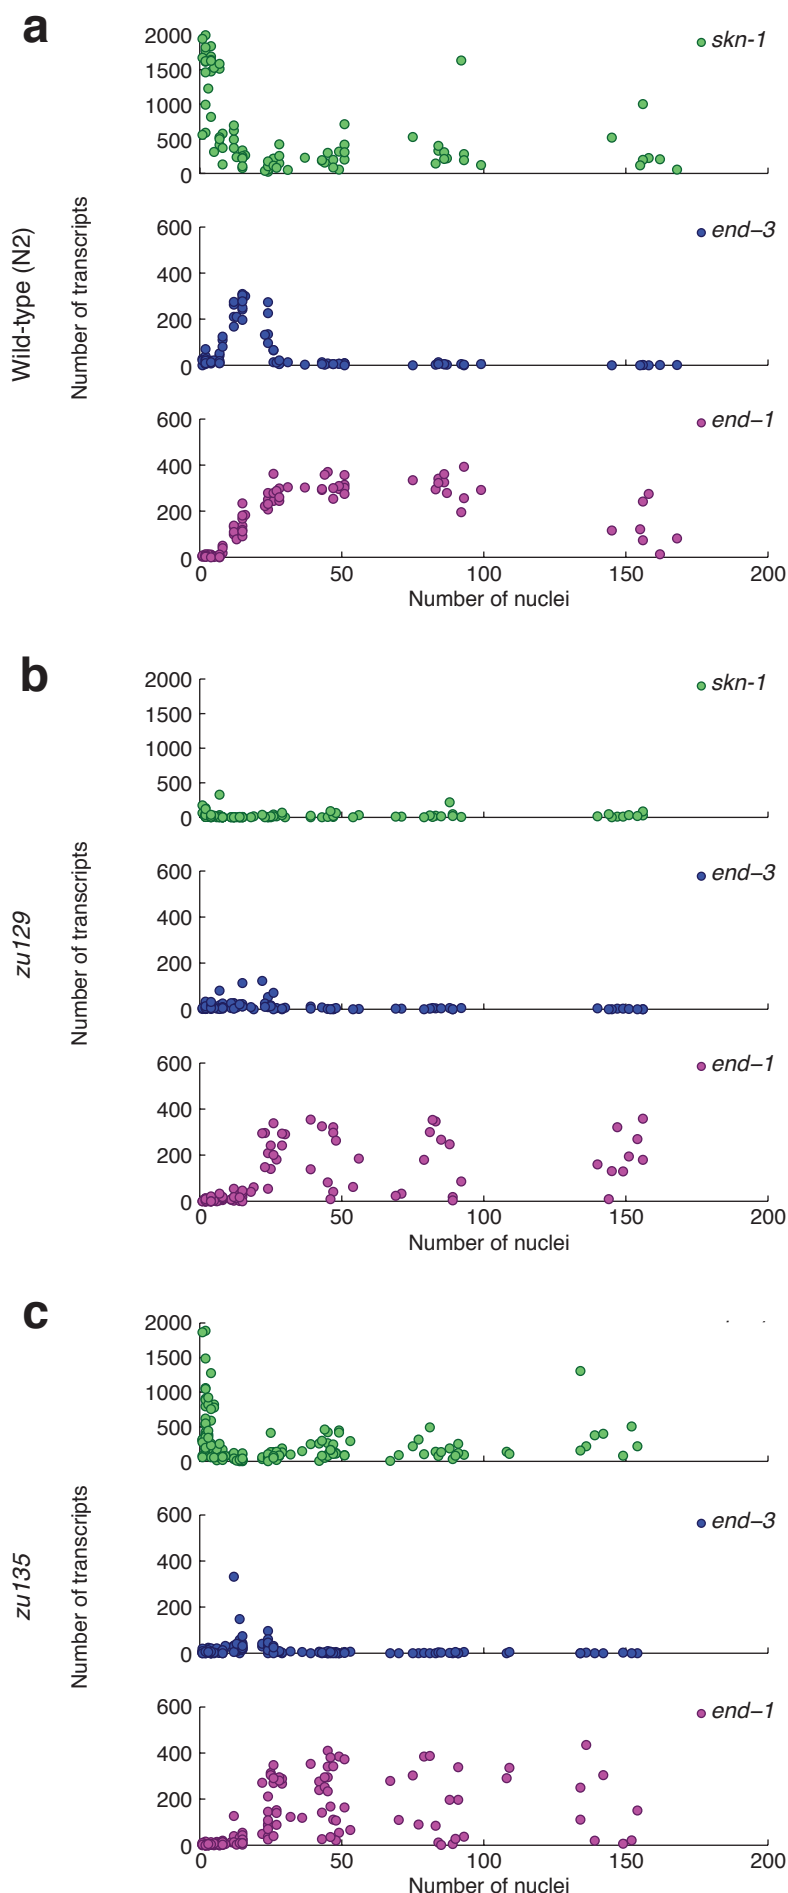 a
Wild-type (N2)
Number of transcripts
2000
1500
1000
500
0
skn-1
600
400
200
0
end–3
600
400
200
0
end–1
0 50 100 150 200
Number of nuclei
b
zu129
Number of transcripts
2000
1500
1000
500
0
skn-1
600
400
200
0
end–3
600
400
200
0
end–1
0 50 100 150 200
Number of nuclei
c
zu135
Number of transcripts
2000
1500
1000
500
0
600
400
200
0
end–3
600
400
200
0
end–1
0 50 100 150 200
Number of nuclei